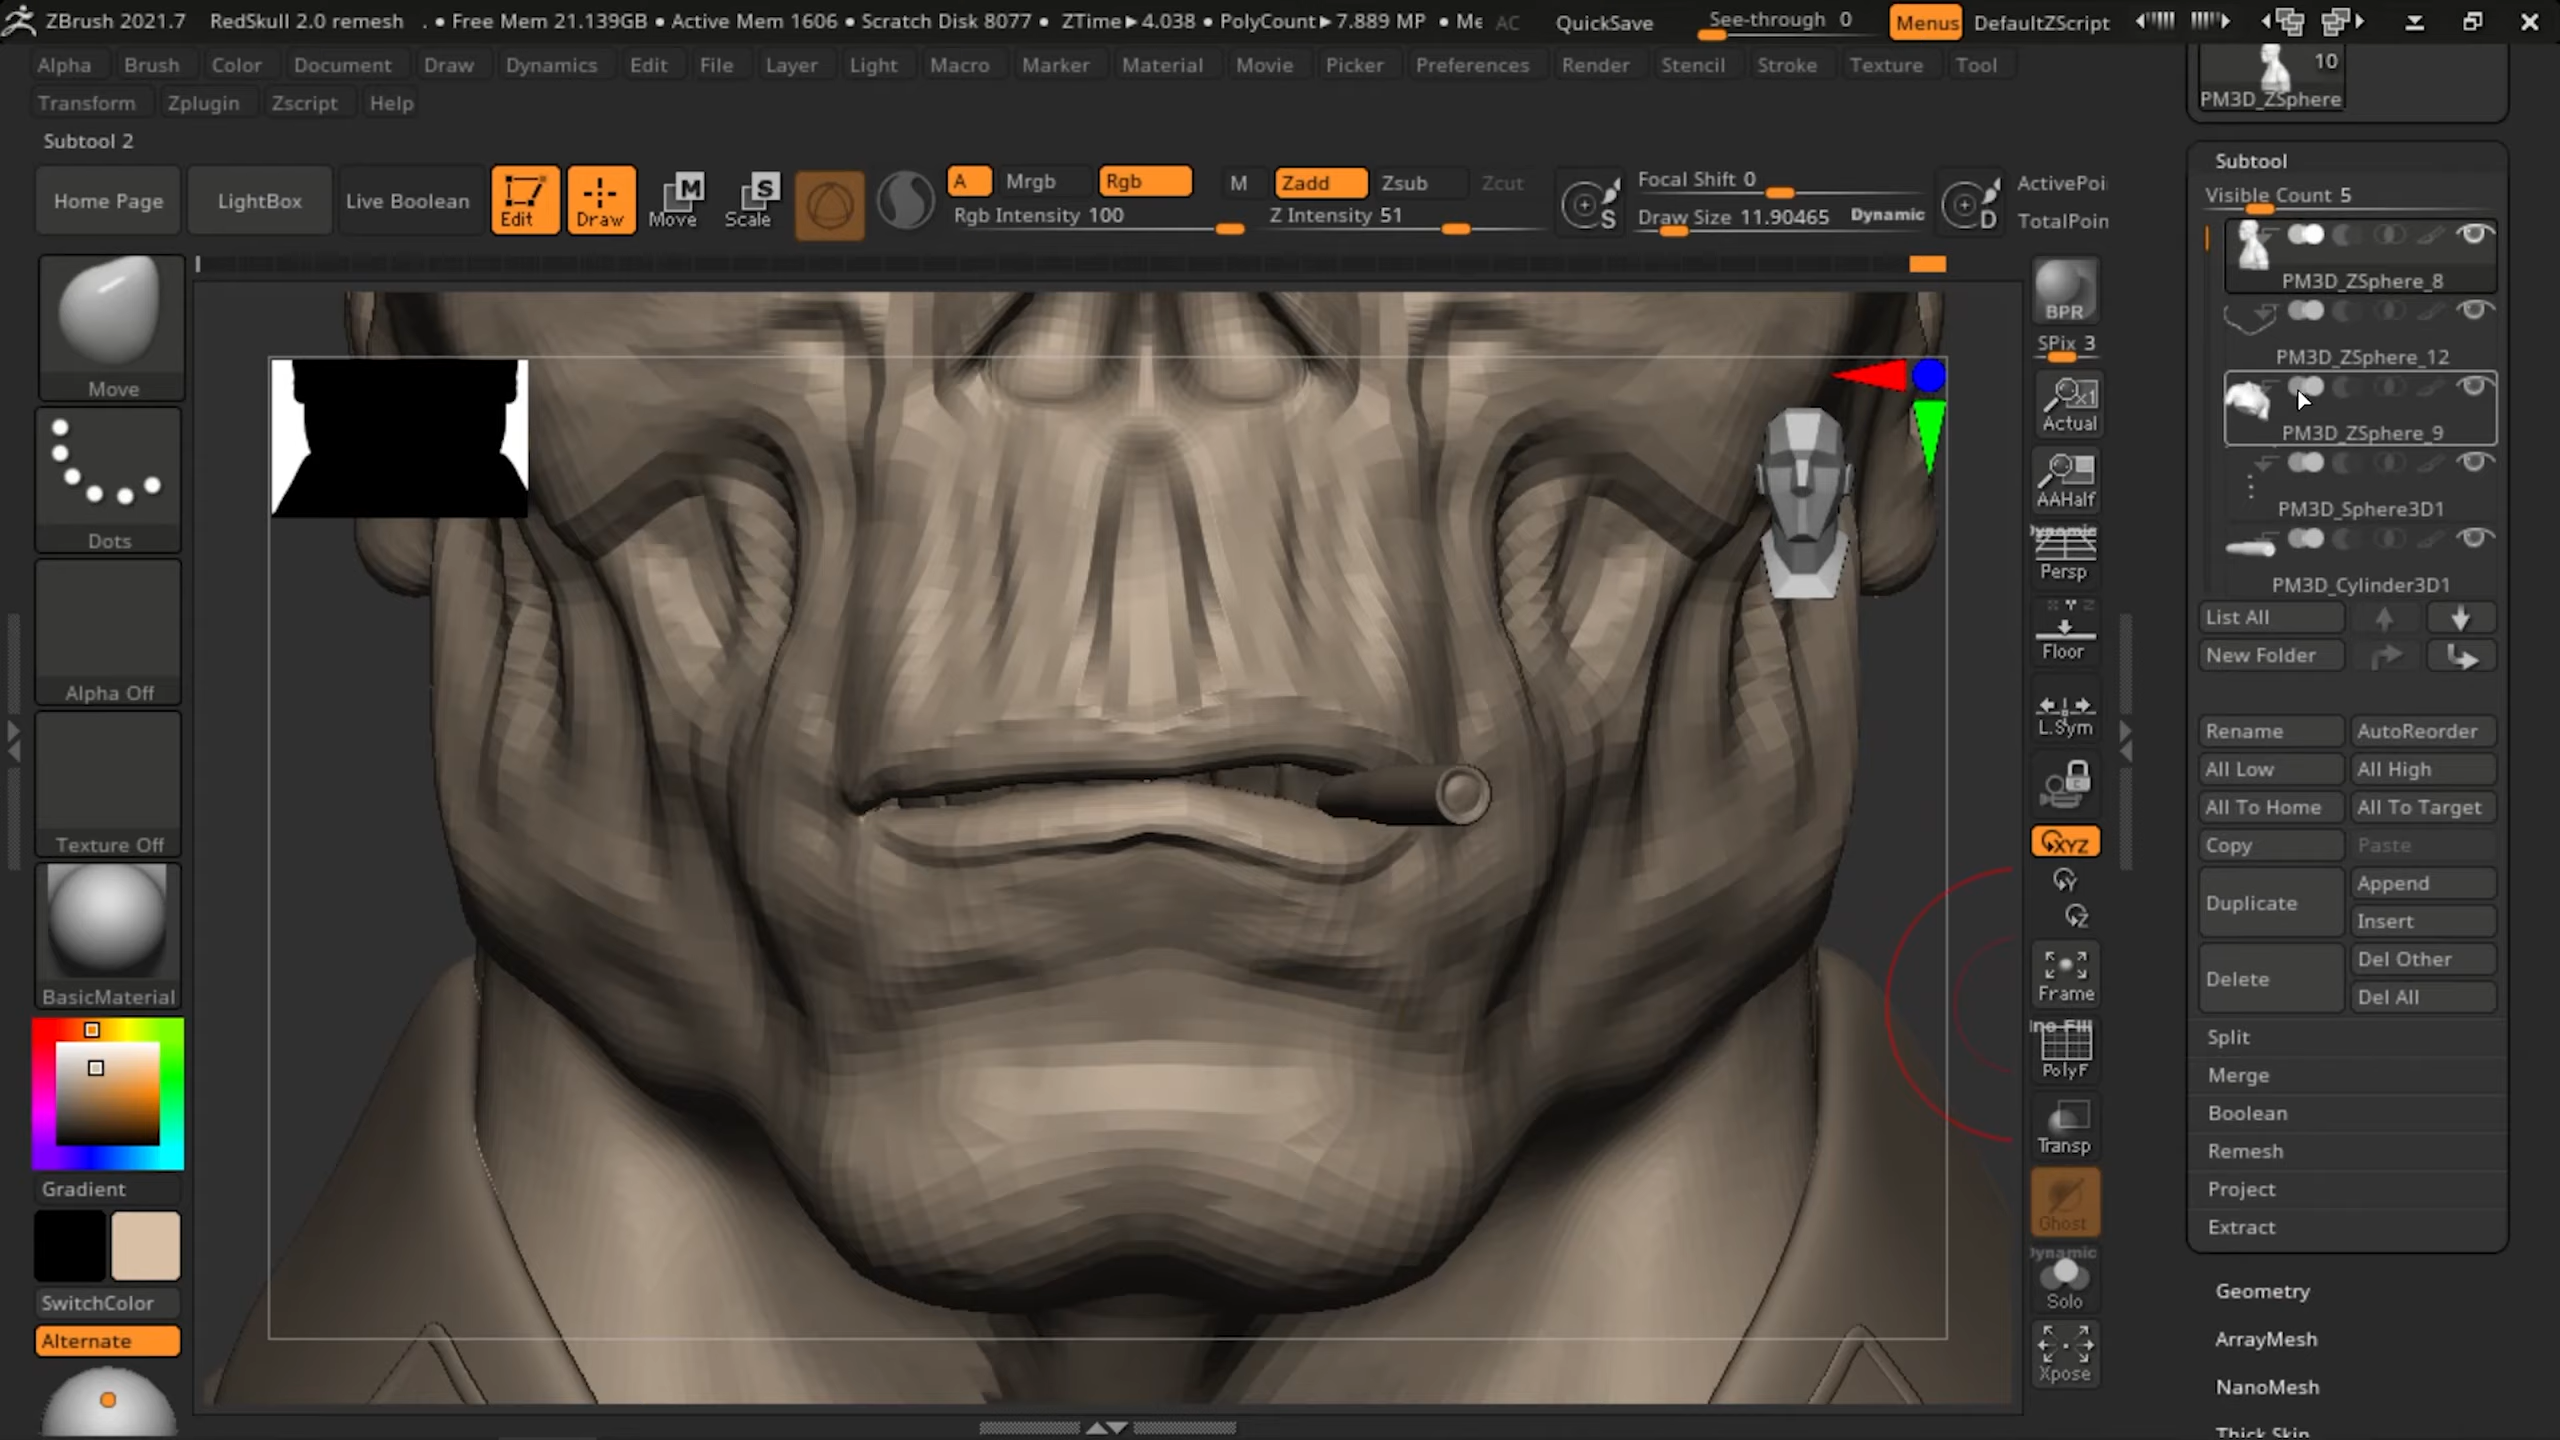 ZBrush 2021.7 RedSkull 2.0 remesh . • Free Mem 21.139GB • Active Mem 1606 • Scratch Disk 8077 • ZTime▸4.038 • PolyCount▸7.889 MP • Me AC QuickSave See-through 0 Menus DefaultZScript
Alpha Brush Color Document Draw Dynamics Edit File Layer Light Macro Marker Material Movie Picker Preferences Render Stencil Stroke Texture Tool
Transform Zplugin Zscript Help
Subtool 2
Home Page LightBox Live Boolean Edit Draw Move Scale
M S
A Mrgb Rgb M Zadd Zsub Zcut
Rgb Intensity 100 Z Intensity 51
S Focal Shift 0 D ActivePoi
Draw Size 11.90465 Dynamic TotalPoin
Move
Dots
Alpha Off
Texture Off
BasicMaterial
Gradient
SwitchColor
Alternate
BPR
SPix 3
x1
Actual
AAHalf
Dynamic
Persp
Y
Floor
L.Sym
XYZ
Y
Z
Frame
PolyF
Transp
Ghost
Dynamic
Solo
Xpose
10
PM3D_ZSphere
Subtool
Visible Count 5
PM3D_ZSphere_8
PM3D_ZSphere_12
PM3D_ZSphere_9
PM3D_Sphere3D1
PM3D_Cylinder3D1
List All
New Folder
Rename AutoReorder
All Low All High
All To Home All To Target
Copy Paste
Duplicate Append
Insert
Delete Del Other
Del All
Split
Merge
Boolean
Remesh
Project
Extract
Geometry
ArrayMesh
NanoMesh
Thick Skin